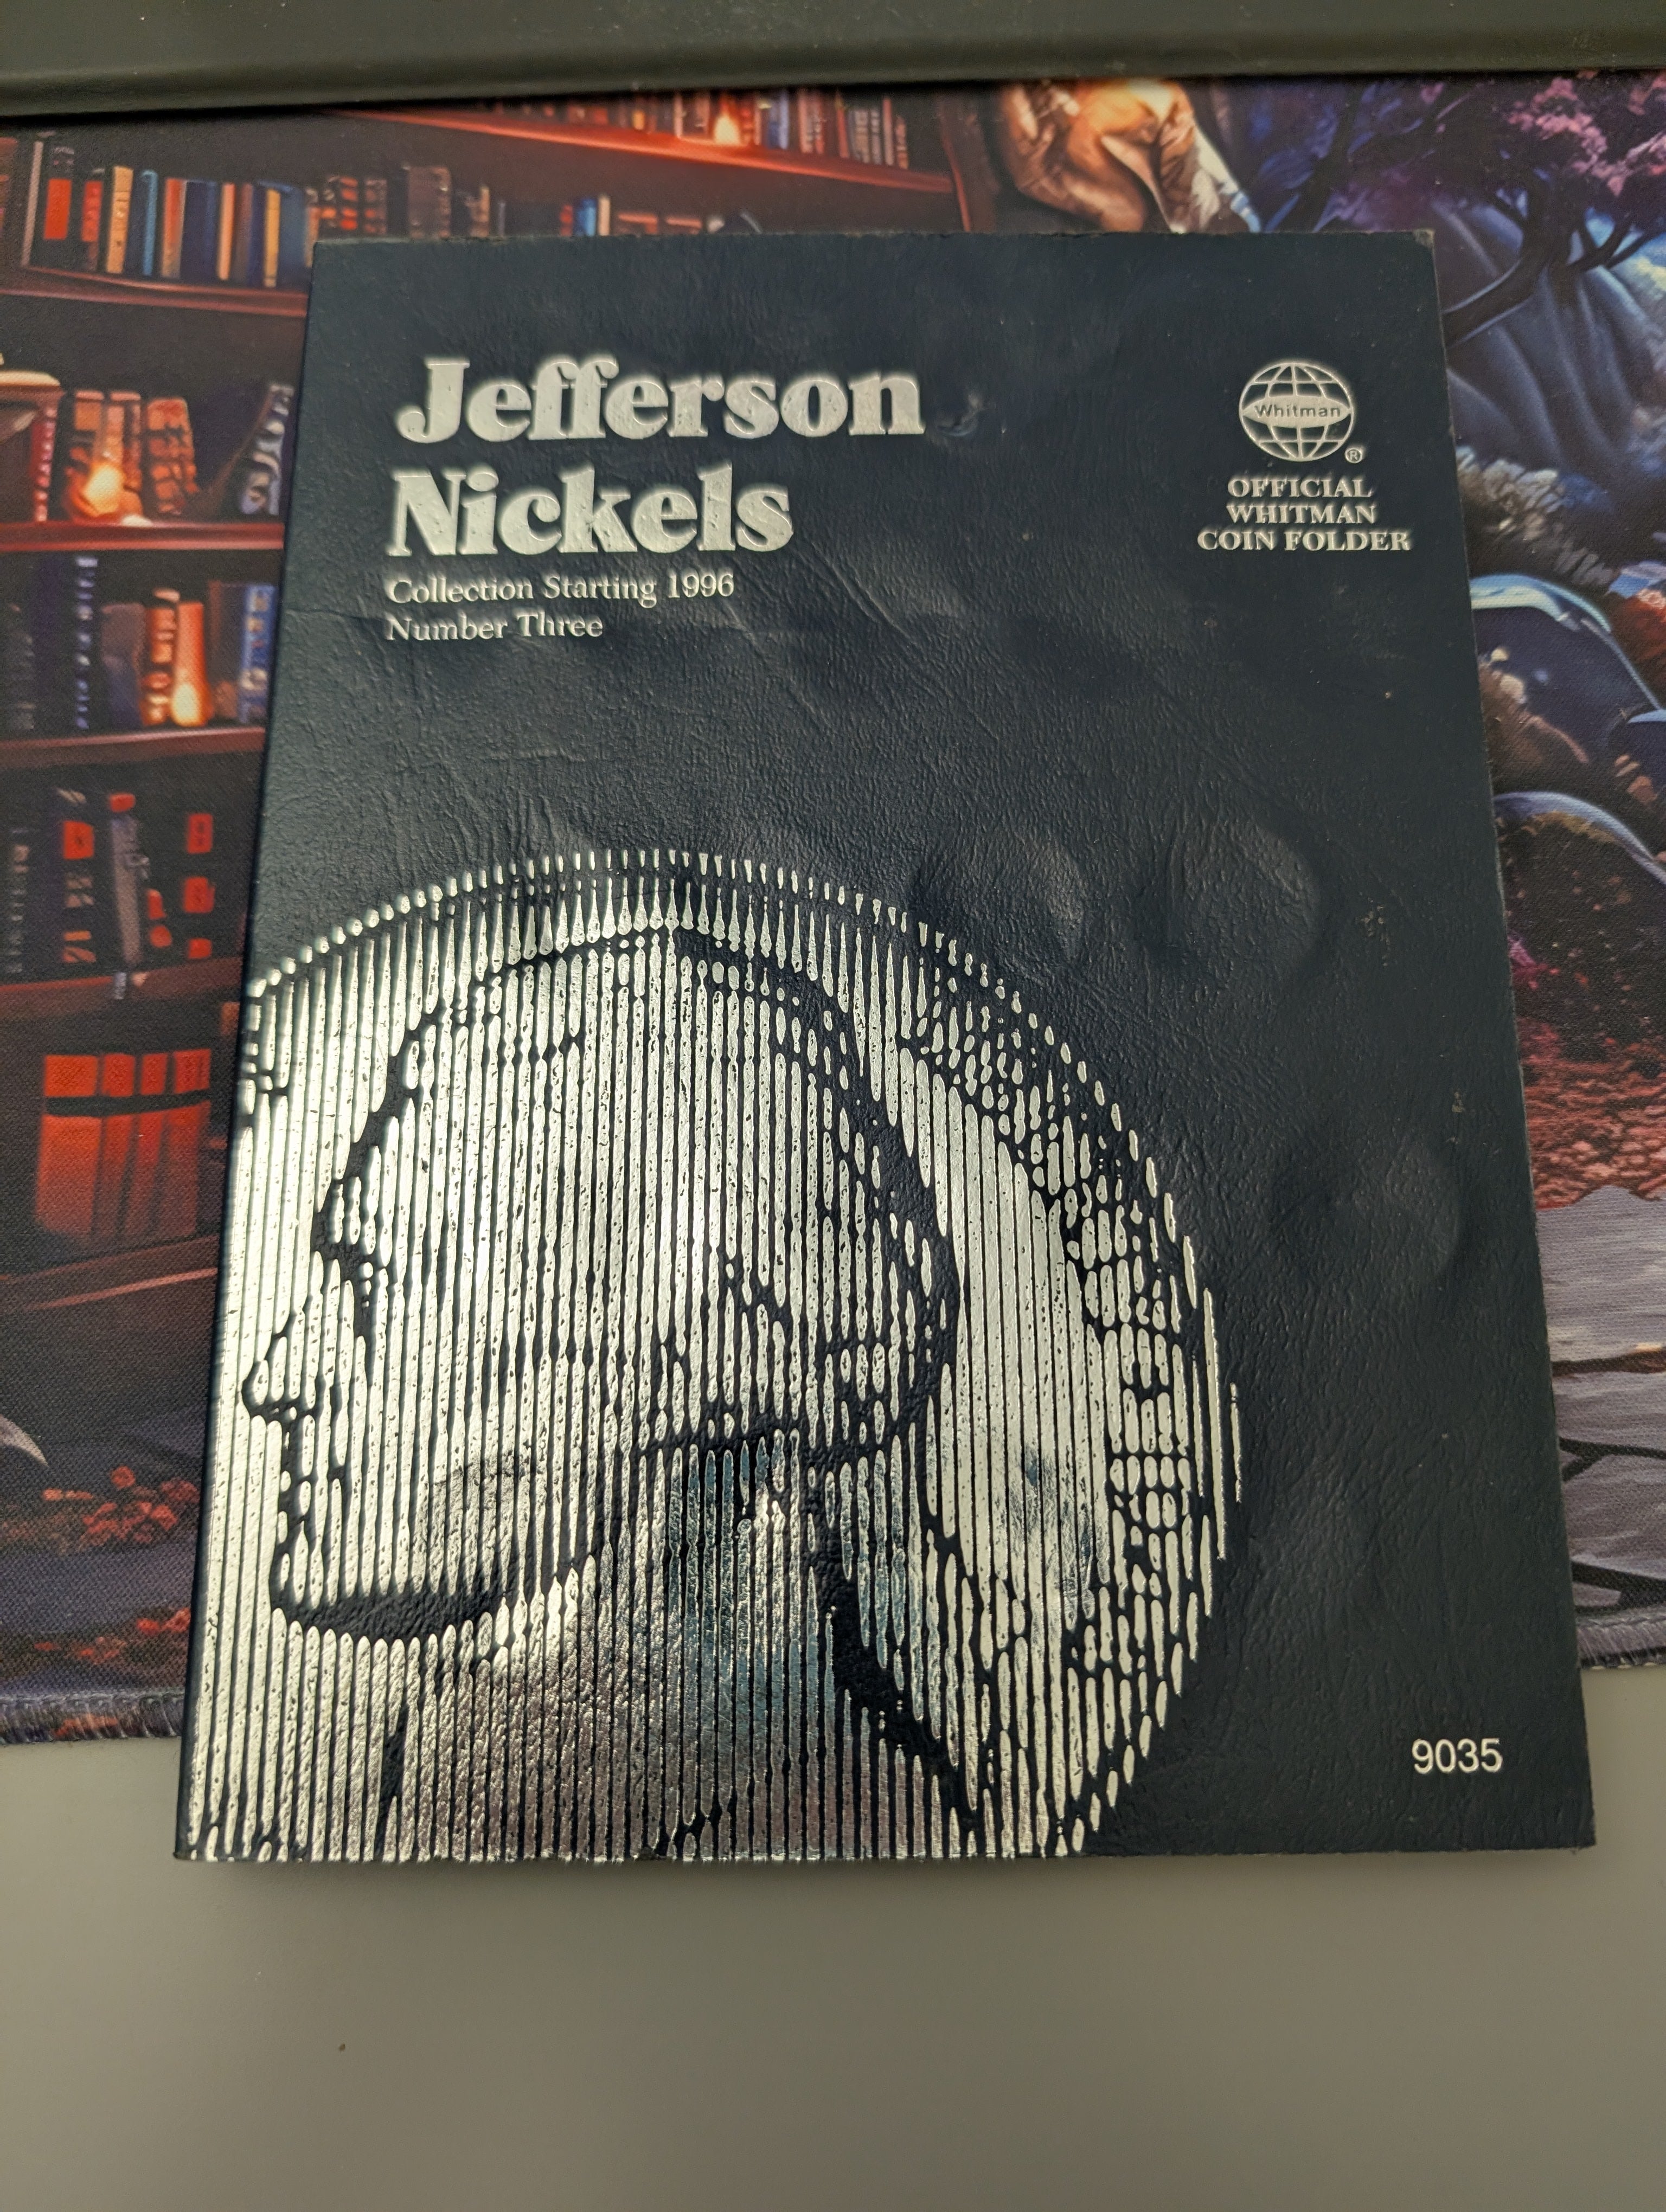 Jefferson
Nickels
Collection Starting 1996
Number Three
Whitman
®
OFFICIAL
WHITMAN
COIN FOLDER
9035